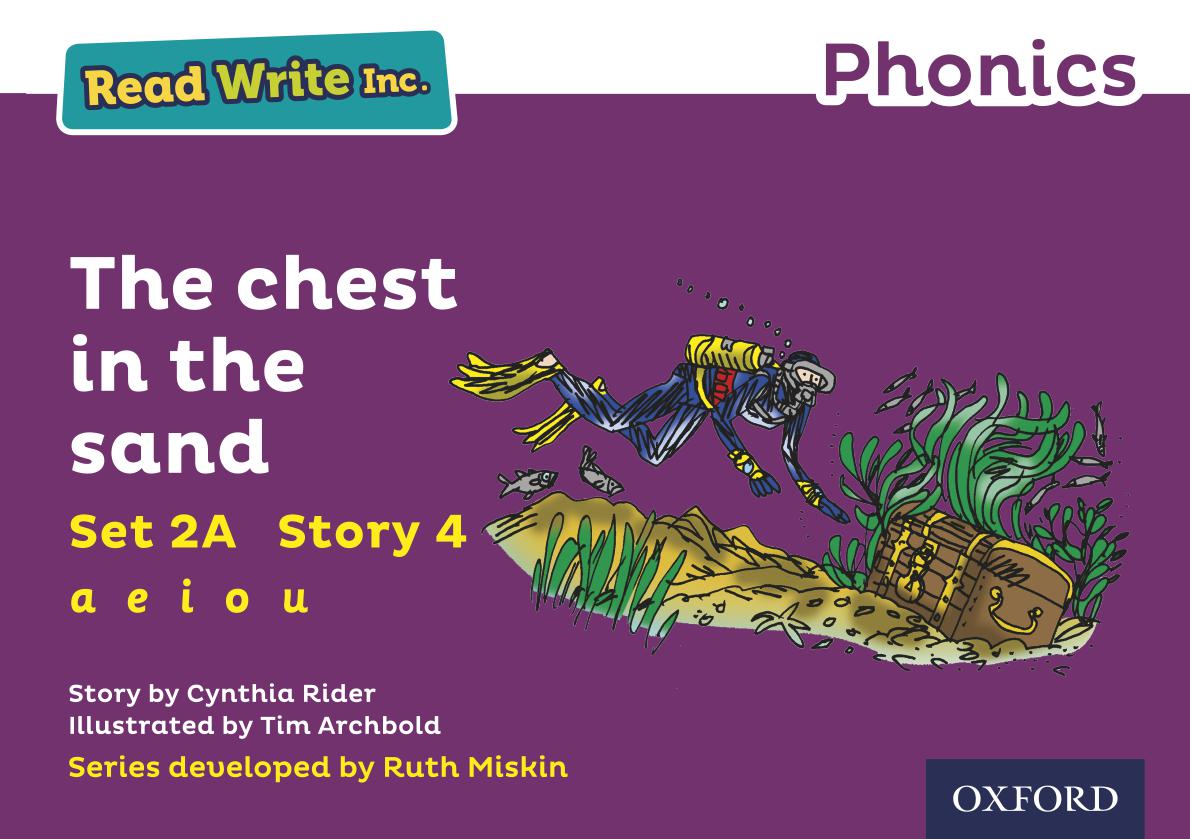 Read Write Inc.
Phonics
The chest
in the
sand
Set 2A Story 4
a e i o u
Story by Cynthia Rider
Illustrated by Tim Archbold
Series developed by Ruth Miskin
OXFORD